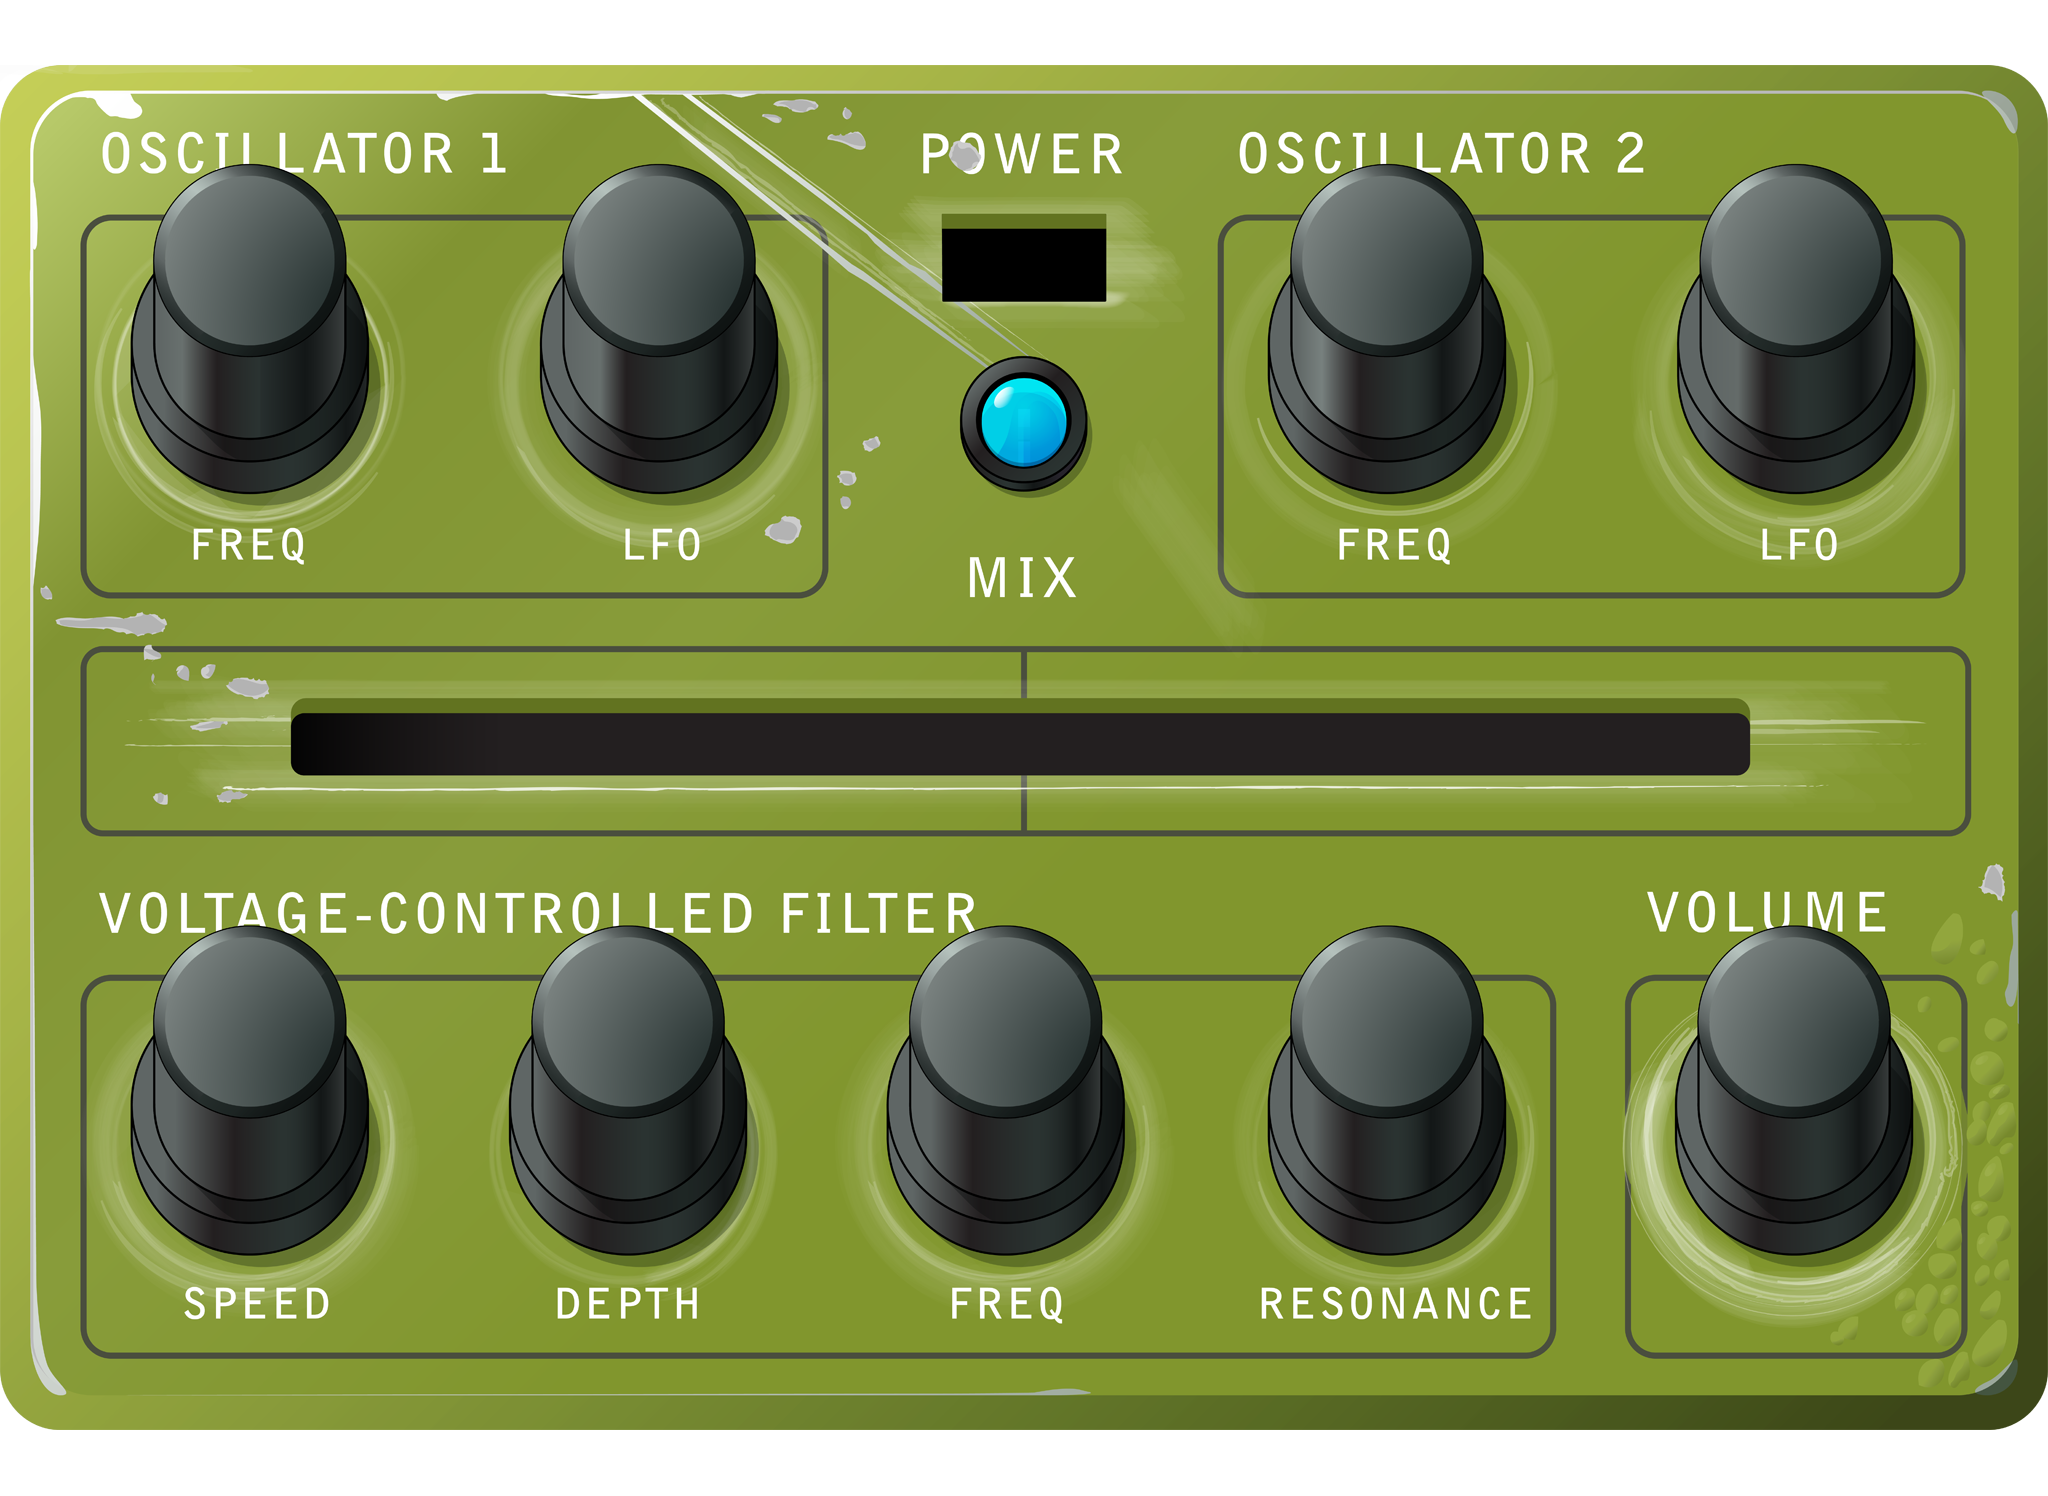 OSCILLATOR 1
POWER
OSCILLATOR 2
FREQ
LFO
FREQ
LFO
MIX
VOLTAGE-CONTROLLED FILTER
VOLUME
SPEED
DEPTH
FREQ
RESONANCE